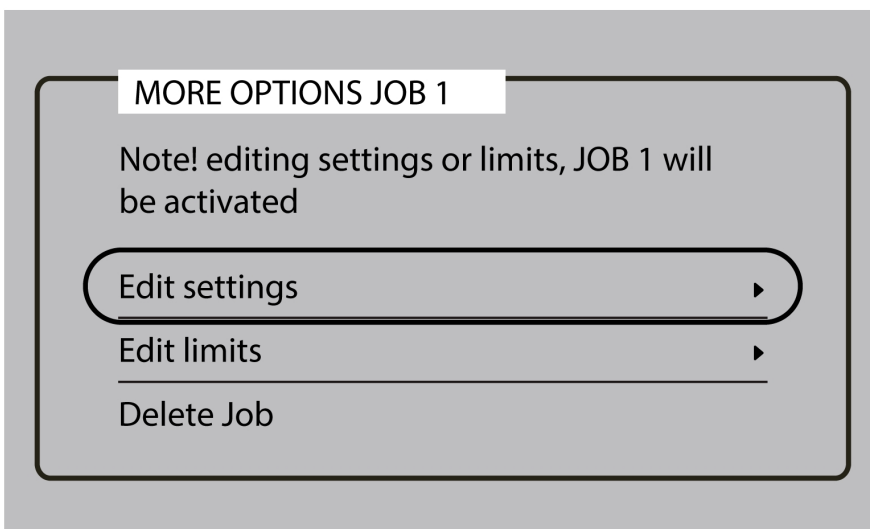 MORE OPTIONS JOB 1
Note! editing settings or limits, JOB 1 will
be activated
Edit settings
Edit limits
Delete Job